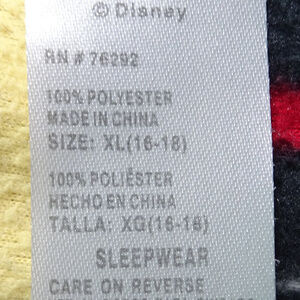 © Disney
RN # 76292
100% POLYESTER
MADE IN CHINA
SIZE: XL(16-18)
100% POLIÉSTER
HECHO EN CHINA
TALLA: XG(16-16)
SLEEPWEAR
CARE ON REVERSE